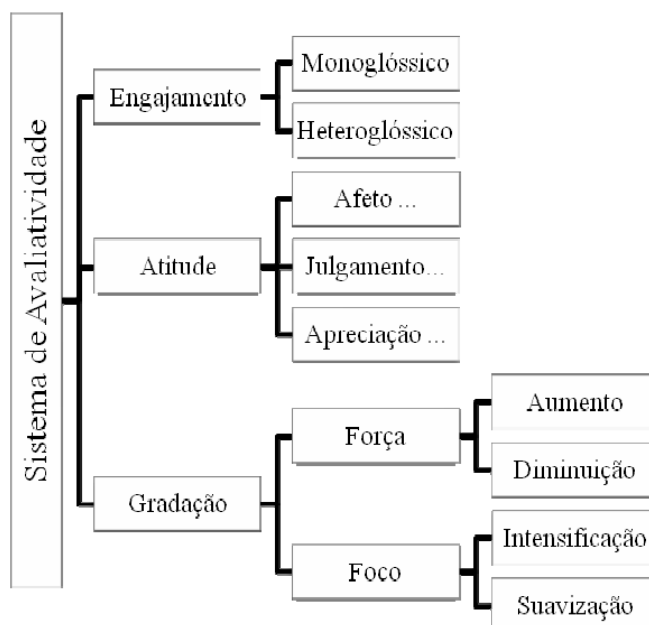 Sistema de Avaliatividade
Engajamento
Monoglóssico
Heteroglóssico
Atitude
Afeto ...
Julgamento...
Apreciação ...
Gradação
Força
Aumento
Diminuição
Foco
Intensificação
Suavização